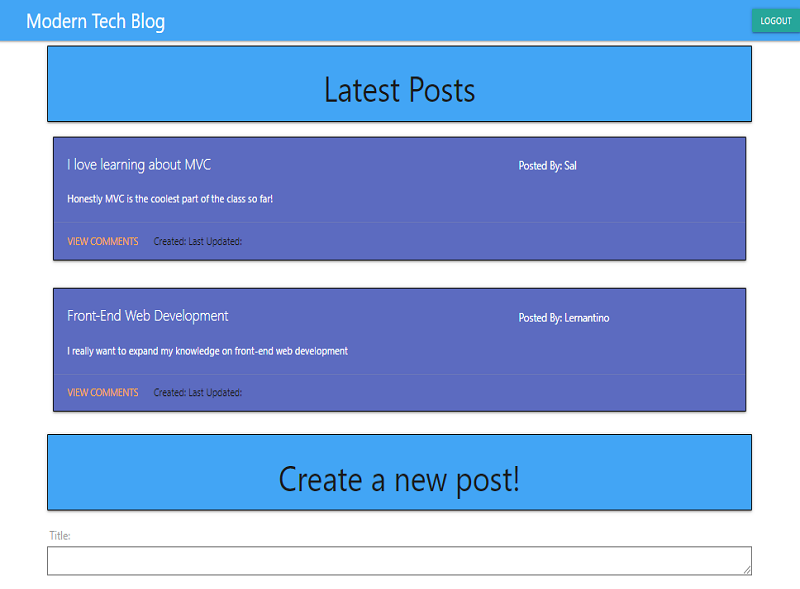 Modern Tech Blog
LOGOUT
Latest Posts
I love learning about MVC
Posted By: Sal
Honestly MVC is the coolest part of the class so far!
VIEW COMMENTS Created: Last Updated:
Front-End Web Development
Posted By: Lernantino
I really want to expand my knowledge on front-end web development
VIEW COMMENTS Created: Last Updated:
Create a new post!
Title: